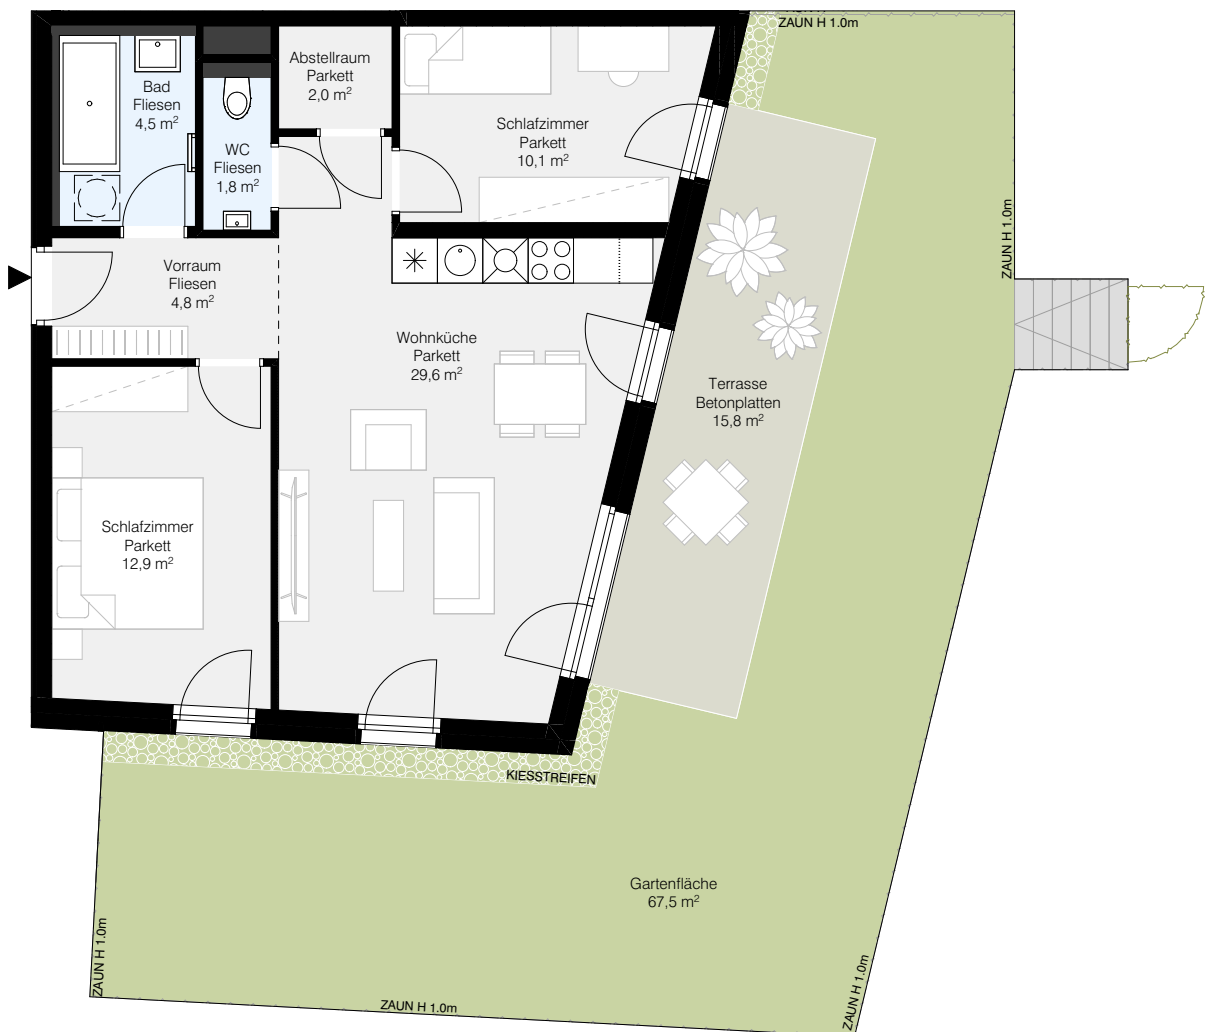 ZAUN H 1.0m
Abstellraum
Parkett
2,0 m²
Bad
Fliesen
4,5 m²
Schlafzimmer
Parkett
10,1 m²
WC
Fliesen
1,8 m²
ZAUN H 1.0m
Vorraum
Fliesen
4,8 m²
Wohnküche
Parkett
29,6 m²
Terrasse
Betonplatten
15,8 m²
Schlafzimmer
Parkett
12,9 m²
KIESSTREIFEN
Gartenfläche
67,5 m²
ZAUN H 1.0m
ZAUN H 1.0m
ZAUN H 1.0m